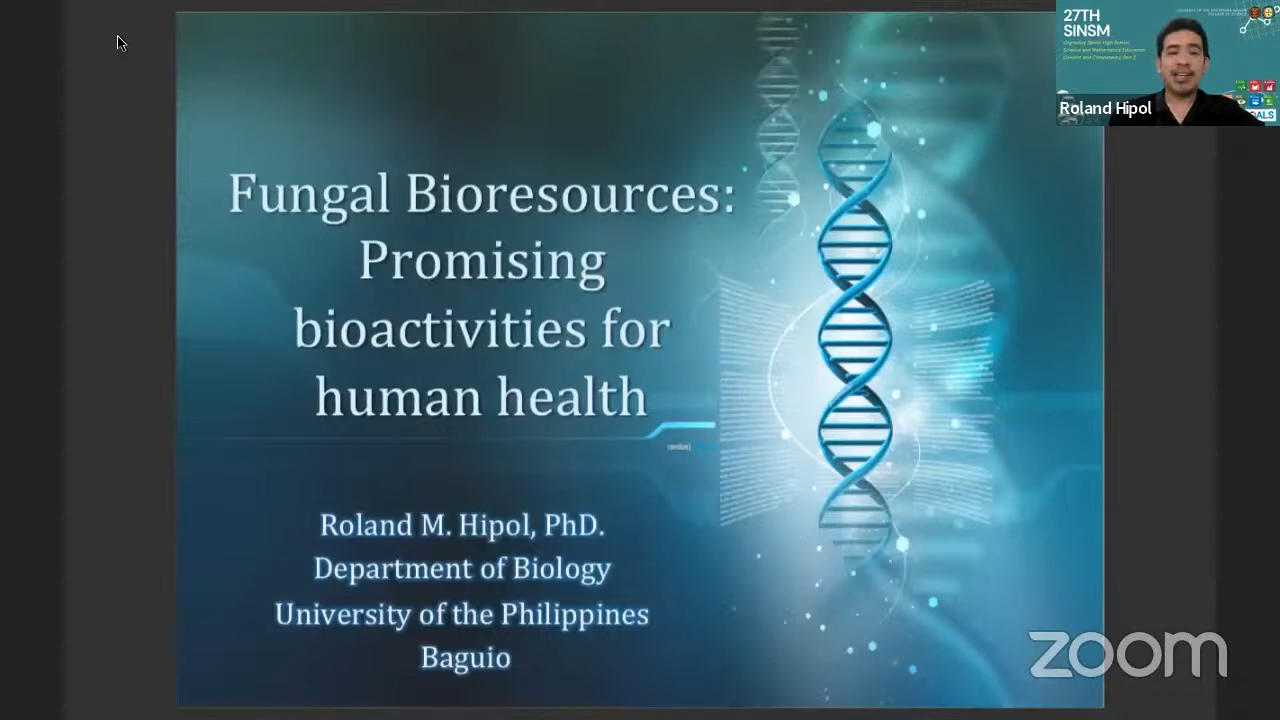 Fungal Bioresources:
Promising
bioactivities for
human health
Roland M. Hipol, PhD.
Department of Biology
University of the Philippines
Baguio
27TH
SINSM
Roland Hipol
zoom